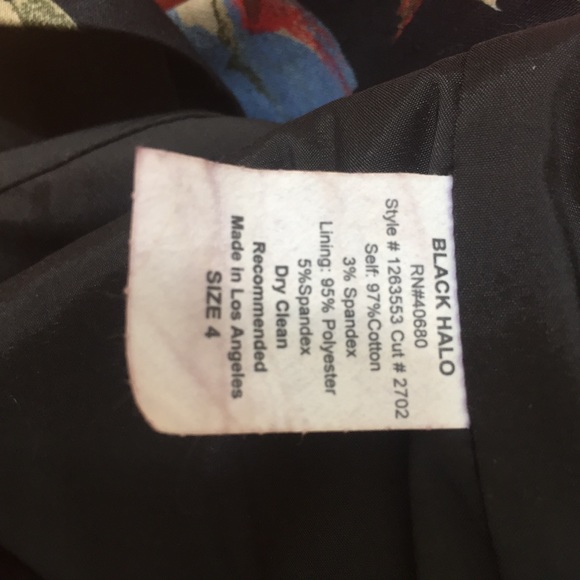 BLACK HALO
RN#40680
Style # 1263553 Cut # 2702
Self: 97%Cotton
3% Spandex
Lining: 95% Polyester
5%Spandex
Dry Clean
Recommended
Made in Los Angeles
SIZE 4